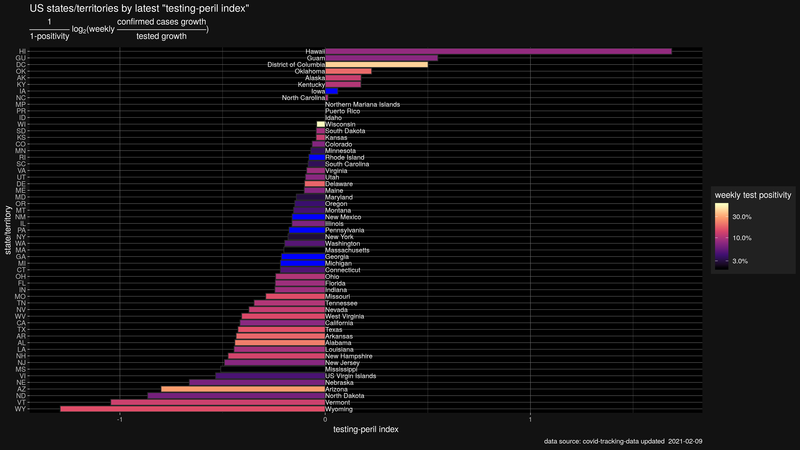 US states/territories by latest "testing-peril index"
1 confirmed cases growth
log2(weekly )
1-positivity tested growth
HI Hawaii
GU Guam
DC District of Columbia
OK Oklahoma
AK Alaska
KY Kentucky
IA Iowa
NC North Carolina
MP Northern Mariana Islands
PR Puerto Rico
ID Idaho
WI Wisconsin
SD South Dakota
KS Kansas
CO Colorado
MN Minnesota
RI Rhode Island
SC South Carolina
VA Virginia
UT Utah
DE Delaware
ME Maine
MD Maryland
OR Oregon
MT Montana
NM New Mexico
IL Illinois
PA Pennsylvania
NY New York
WA Washington
MA Massachusetts
GA Georgia
MI Michigan
CT Connecticut
OH Ohio
FL Florida
IN Indiana
MO Missouri
TN Tennessee
NV Nevada
WV West Virginia
CA California
TX Texas
AR Arkansas
AL Alabama
LA Louisiana
NH New Hampshire
NJ New Jersey
MS Mississippi
VI US Virgin Islands
NE Nebraska
AZ Arizona
ND North Dakota
VT Vermont
WY Wyoming
state/territory
-1 0 1
testing-peril index
weekly test positivity
30.0%
10.0%
3.0%
data source: covid-tracking-data updated 2021-02-09